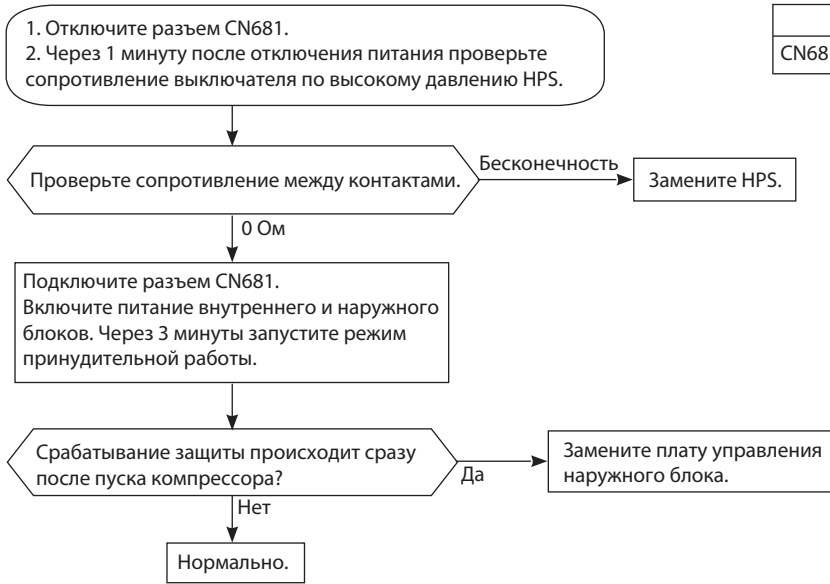 1. Отключите разъем CN681.
2. Через 1 минуту после отключения питания проверьте
сопротивление выключателя по высокому давлению HPS.
CN68
Проверьте сопротивление между контактами.
Бесконечность
Замените HPS.
0 Ом
Подключите разъем CN681.
Включите питание внутреннего и наружного
блоков. Через 3 минуты запустите режим
принудительной работы.
Срабатывание защиты происходит сразу
после пуска компрессора?
Да
Замените плату управления
наружного блока.
Нет
Нормально.